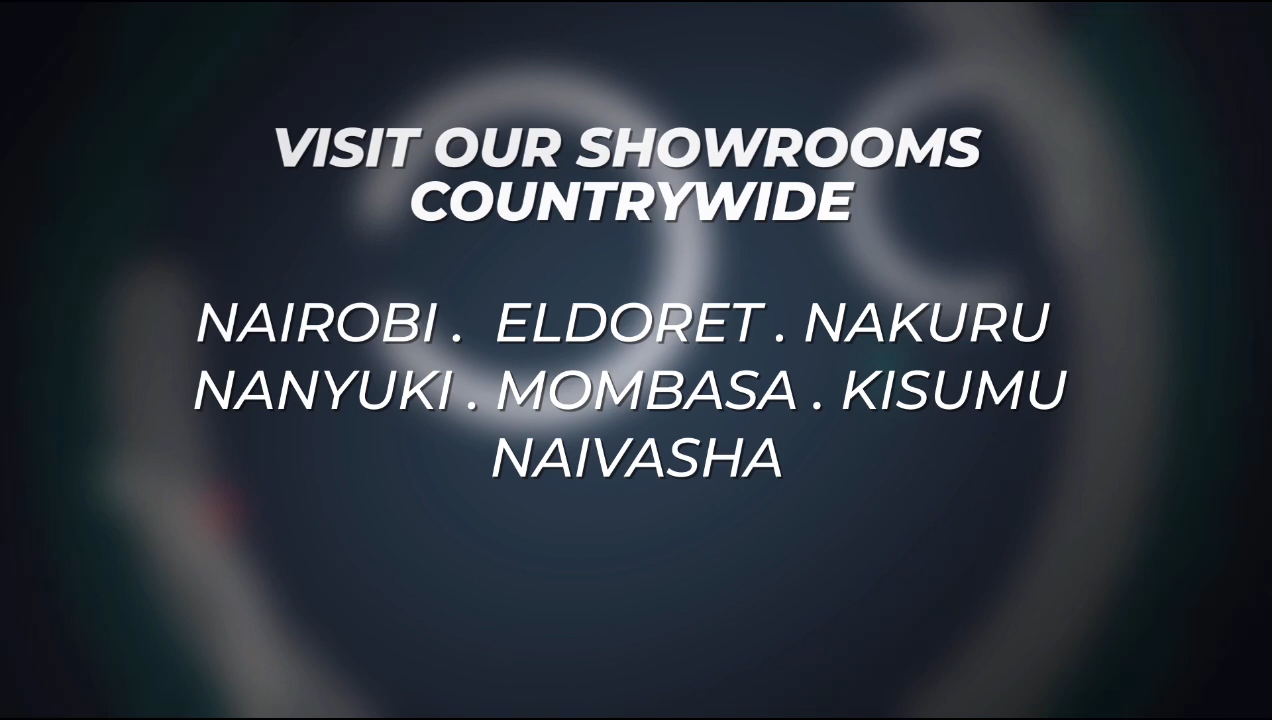 VISIT OUR SHOWROOMS
COUNTRYWIDE
NAIROBI . ELDORET . NAKURU
NANYUKI . MOMBASA . KISUMU
NAIVASHA